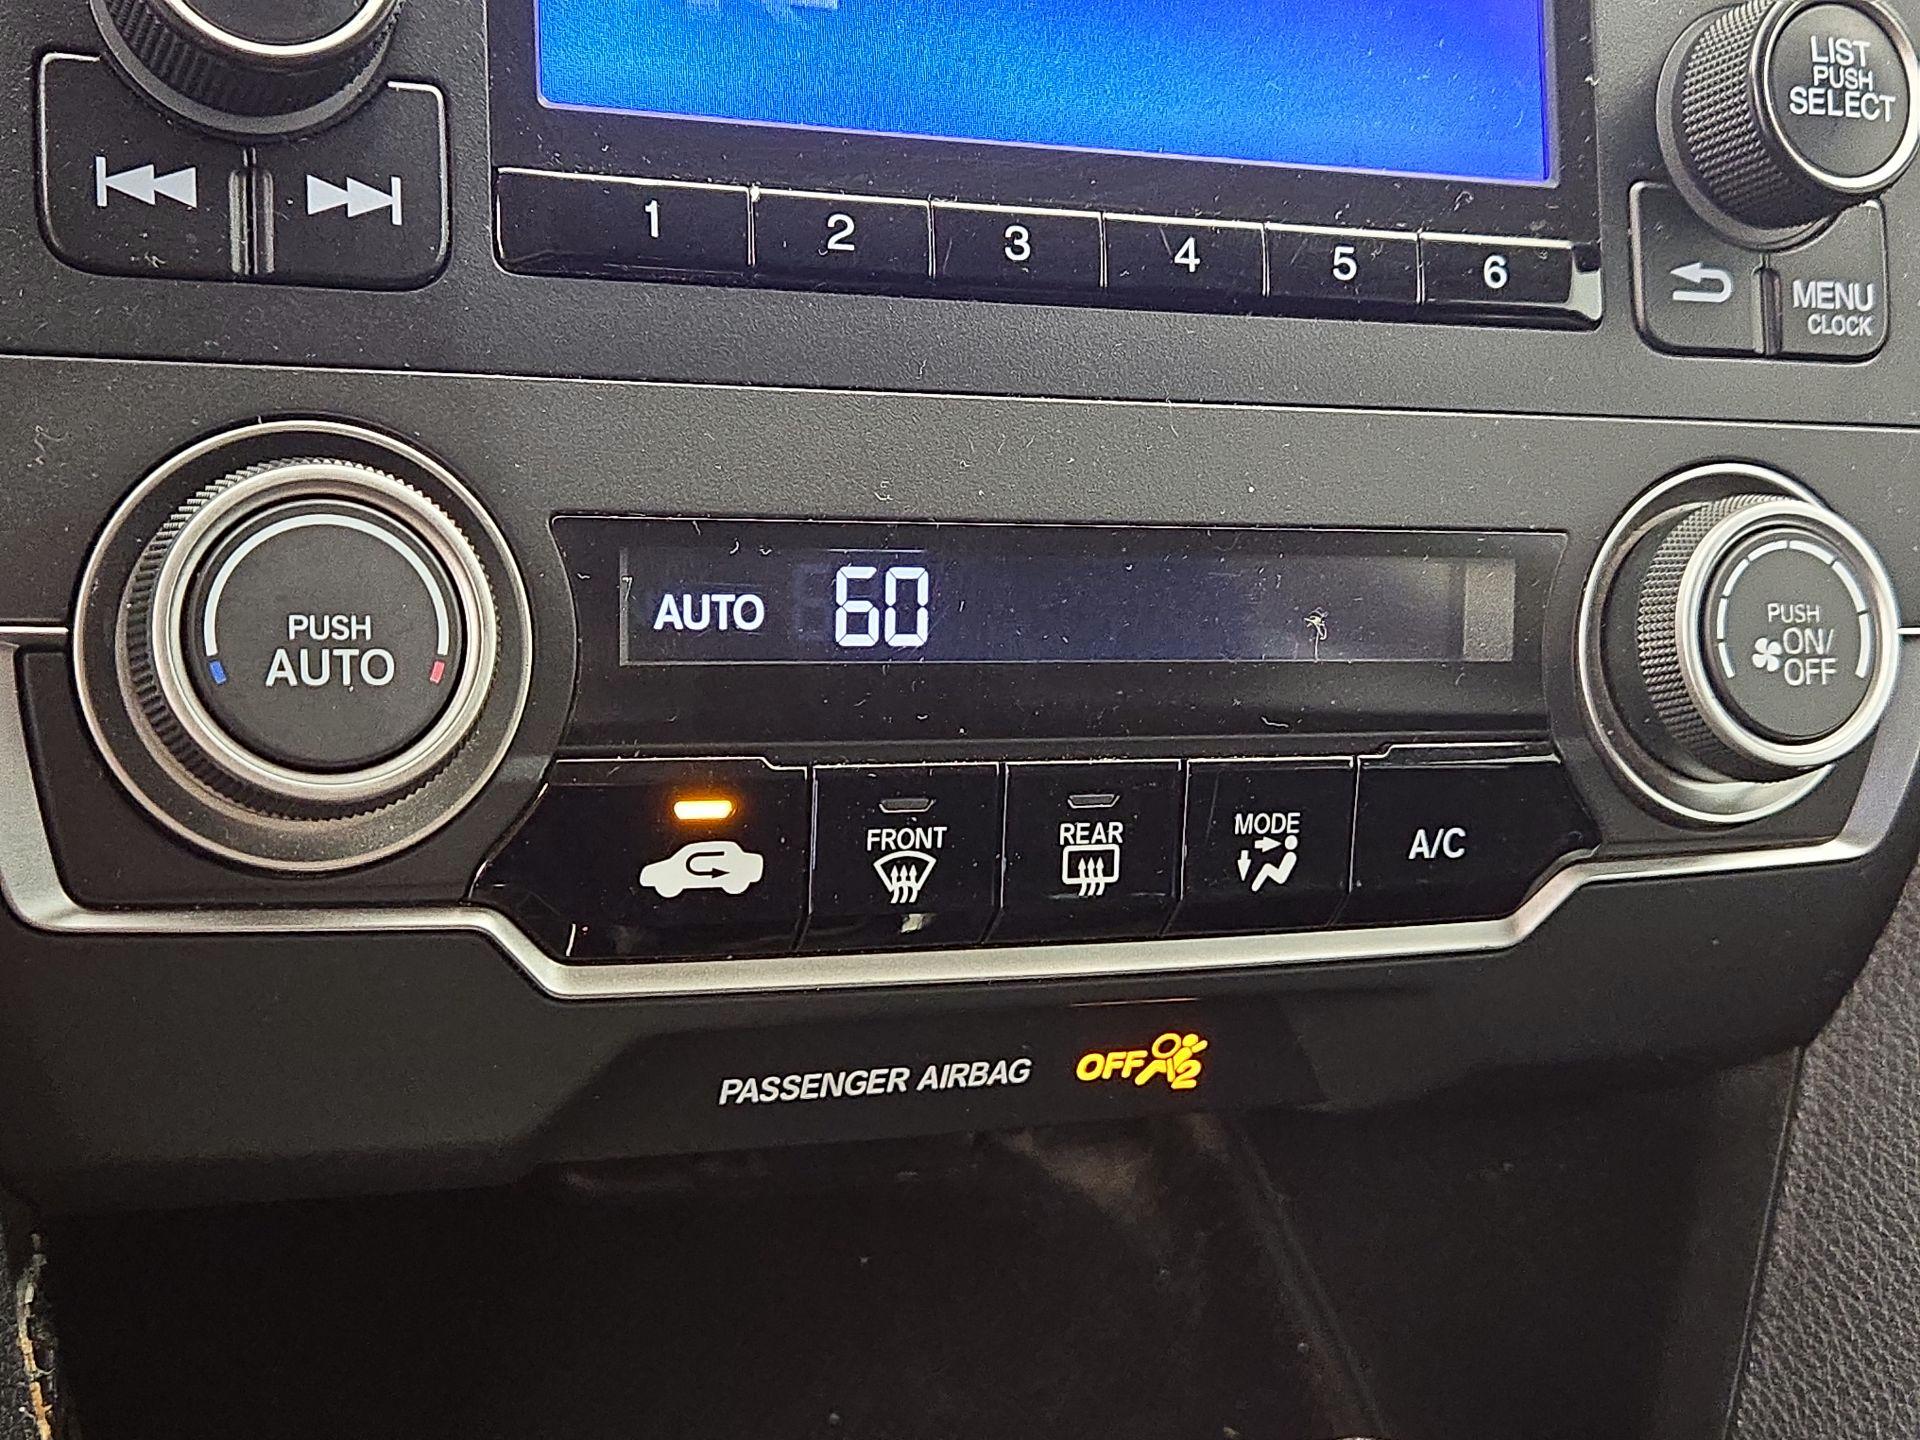 LIST
PUSH
SELECT
1 2 3 4 5 6
MENU
CLOCK
PUSH
AUTO
AUTO 60
PUSH
ON/
OFF
FRONT
REAR
MODE
A/C
PASSENGER AIRBAG OFF 2